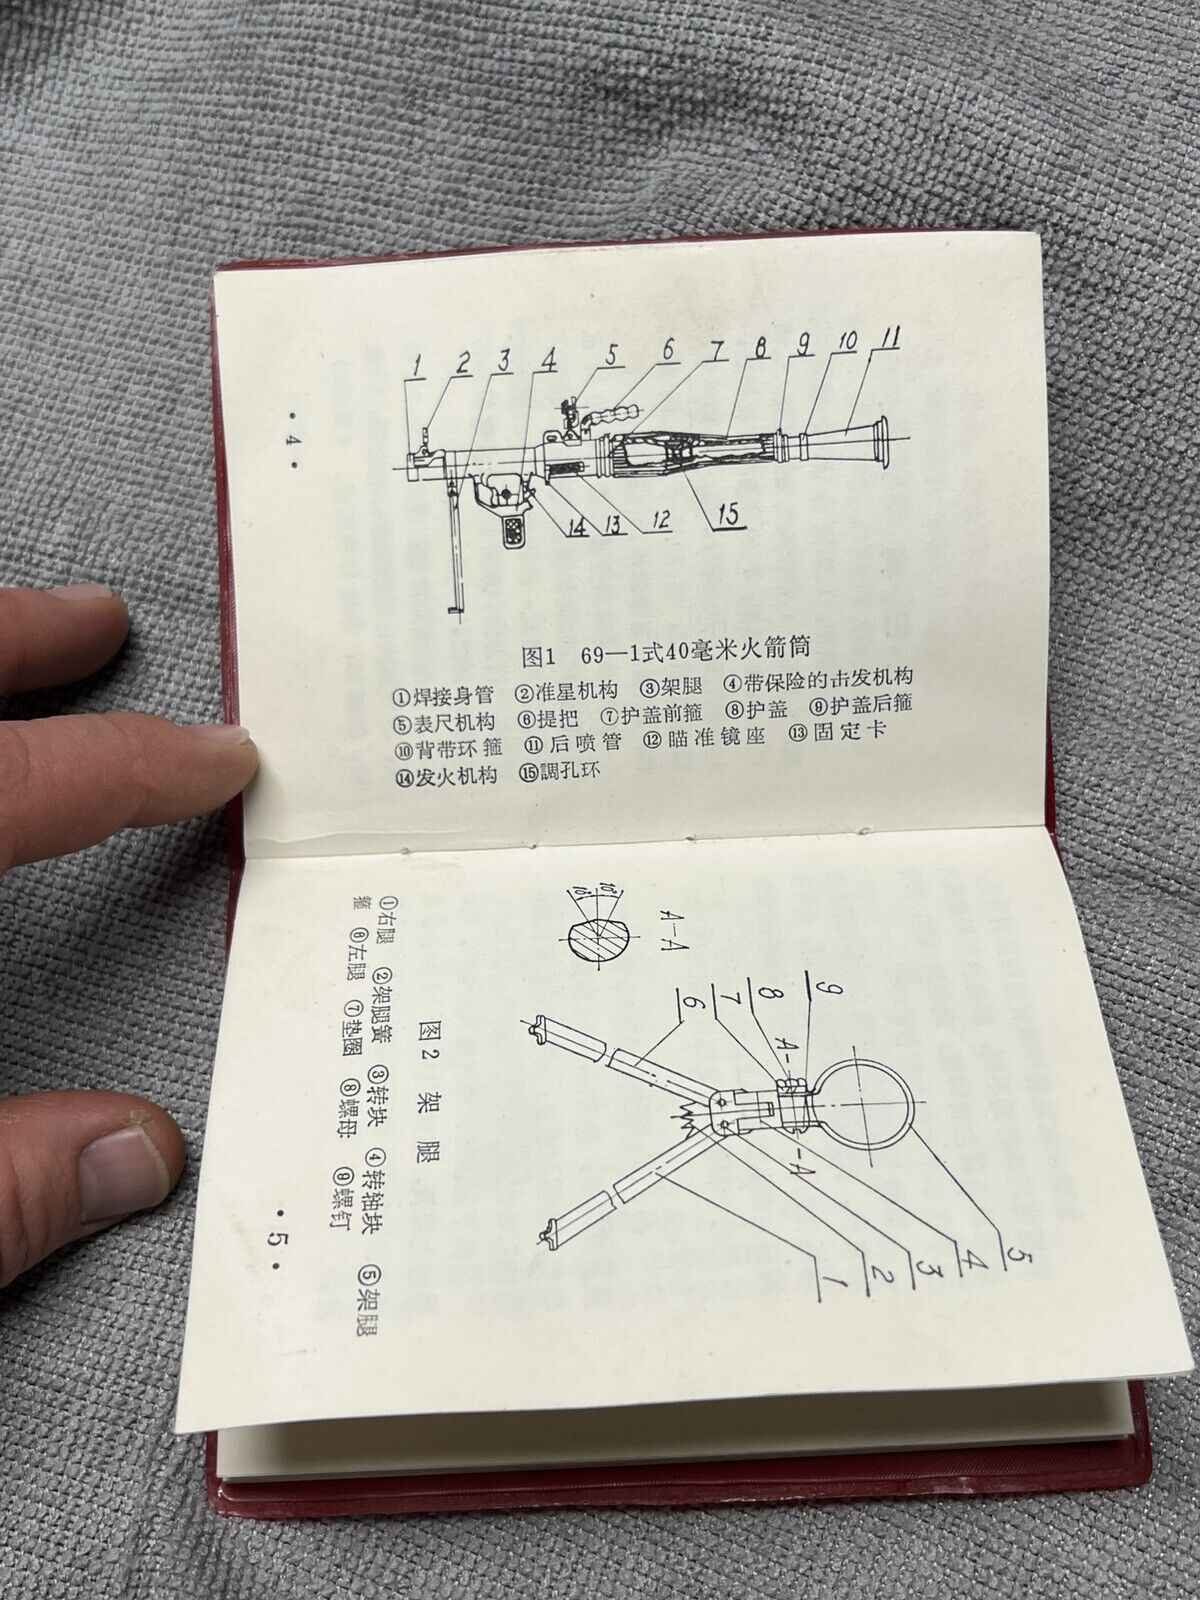 1 2 3 4 5 6 7 8 9 10 11
14 13 12 15
图1 69—1式40毫米火箭筒
①焊接身管 ②准星机构 ③架腿 ④带保险的击发机构
⑤表尺机构 ⑥提把 ⑦护盖前箍 ⑧护盖 ⑨护盖后箍
⑩背带环箍 ⑪后喷管 ⑫瞄准镜座 ⑬固定卡
⑭发火机构 ⑮調孔环
•4•
A-A
10° 10°
9
8
7
6
A-
-A
5
4
3
2
1
图2 架腿
①右腿 ②架腿簧 ③转块 ④转轴块 ⑤架腿
箍 ⑥左腿 ⑦垫圈 ⑧螺母 ⑨螺钉
•5•